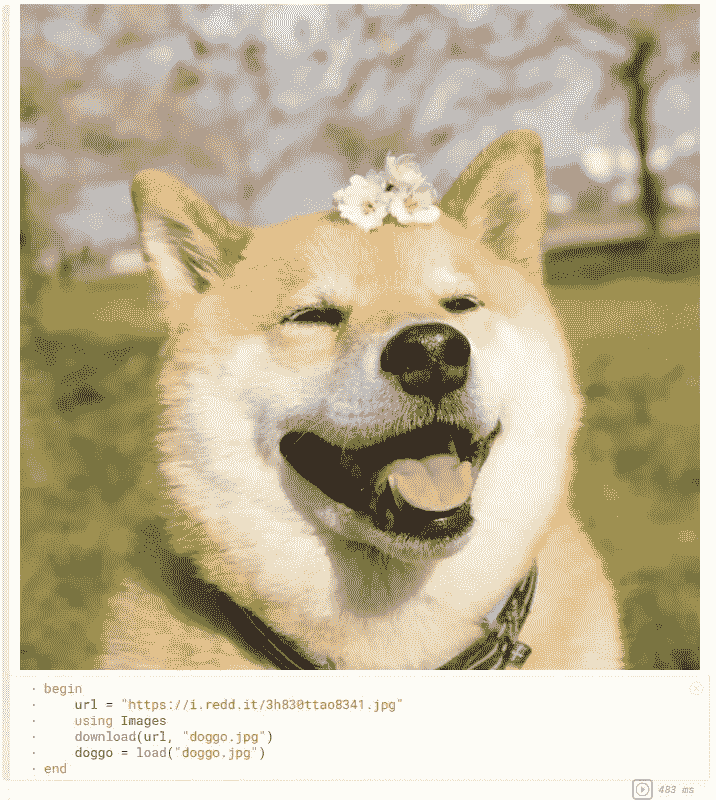 begin
url = "https://i.redd.it/3h830ttao8341.jpg"
using Images
download(url, "doggo.jpg")
doggo = load("doggo.jpg")
end
483 ms